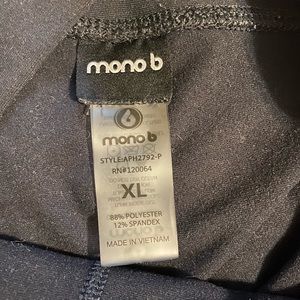 mono b
mono b
STYLE:APH2792-P
RN#120064
XL
88% POLYESTER
12% SPANDEX
MADE IN VIETNAM